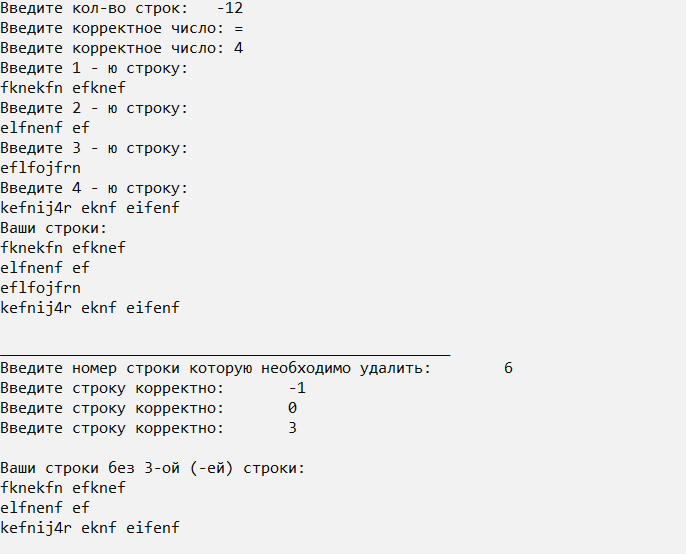 Введите кол-во строк:   -12
Введите корректное число: =
Введите корректное число: 4
Введите 1 - ю строку:
fknekfn efknef
Введите 2 - ю строку:
elfnenf ef
Введите 3 - ю строку:
eflfojfrn
Введите 4 - ю строку:
kefnij4r eknf eifenf
Ваши строки:
fknekfn efknef
elfnenf ef
eflfojfrn
kefnij4r eknf eifenf
__________________________________________________
Введите номер строки которую необходимо удалить:        6
Введите строку корректно:       -1
Введите строку корректно:       0
Введите строку корректно:       3
Ваши строки без 3-ой (-ей) строки:
fknekfn efknef
elfnenf ef
kefnij4r eknf eifenf